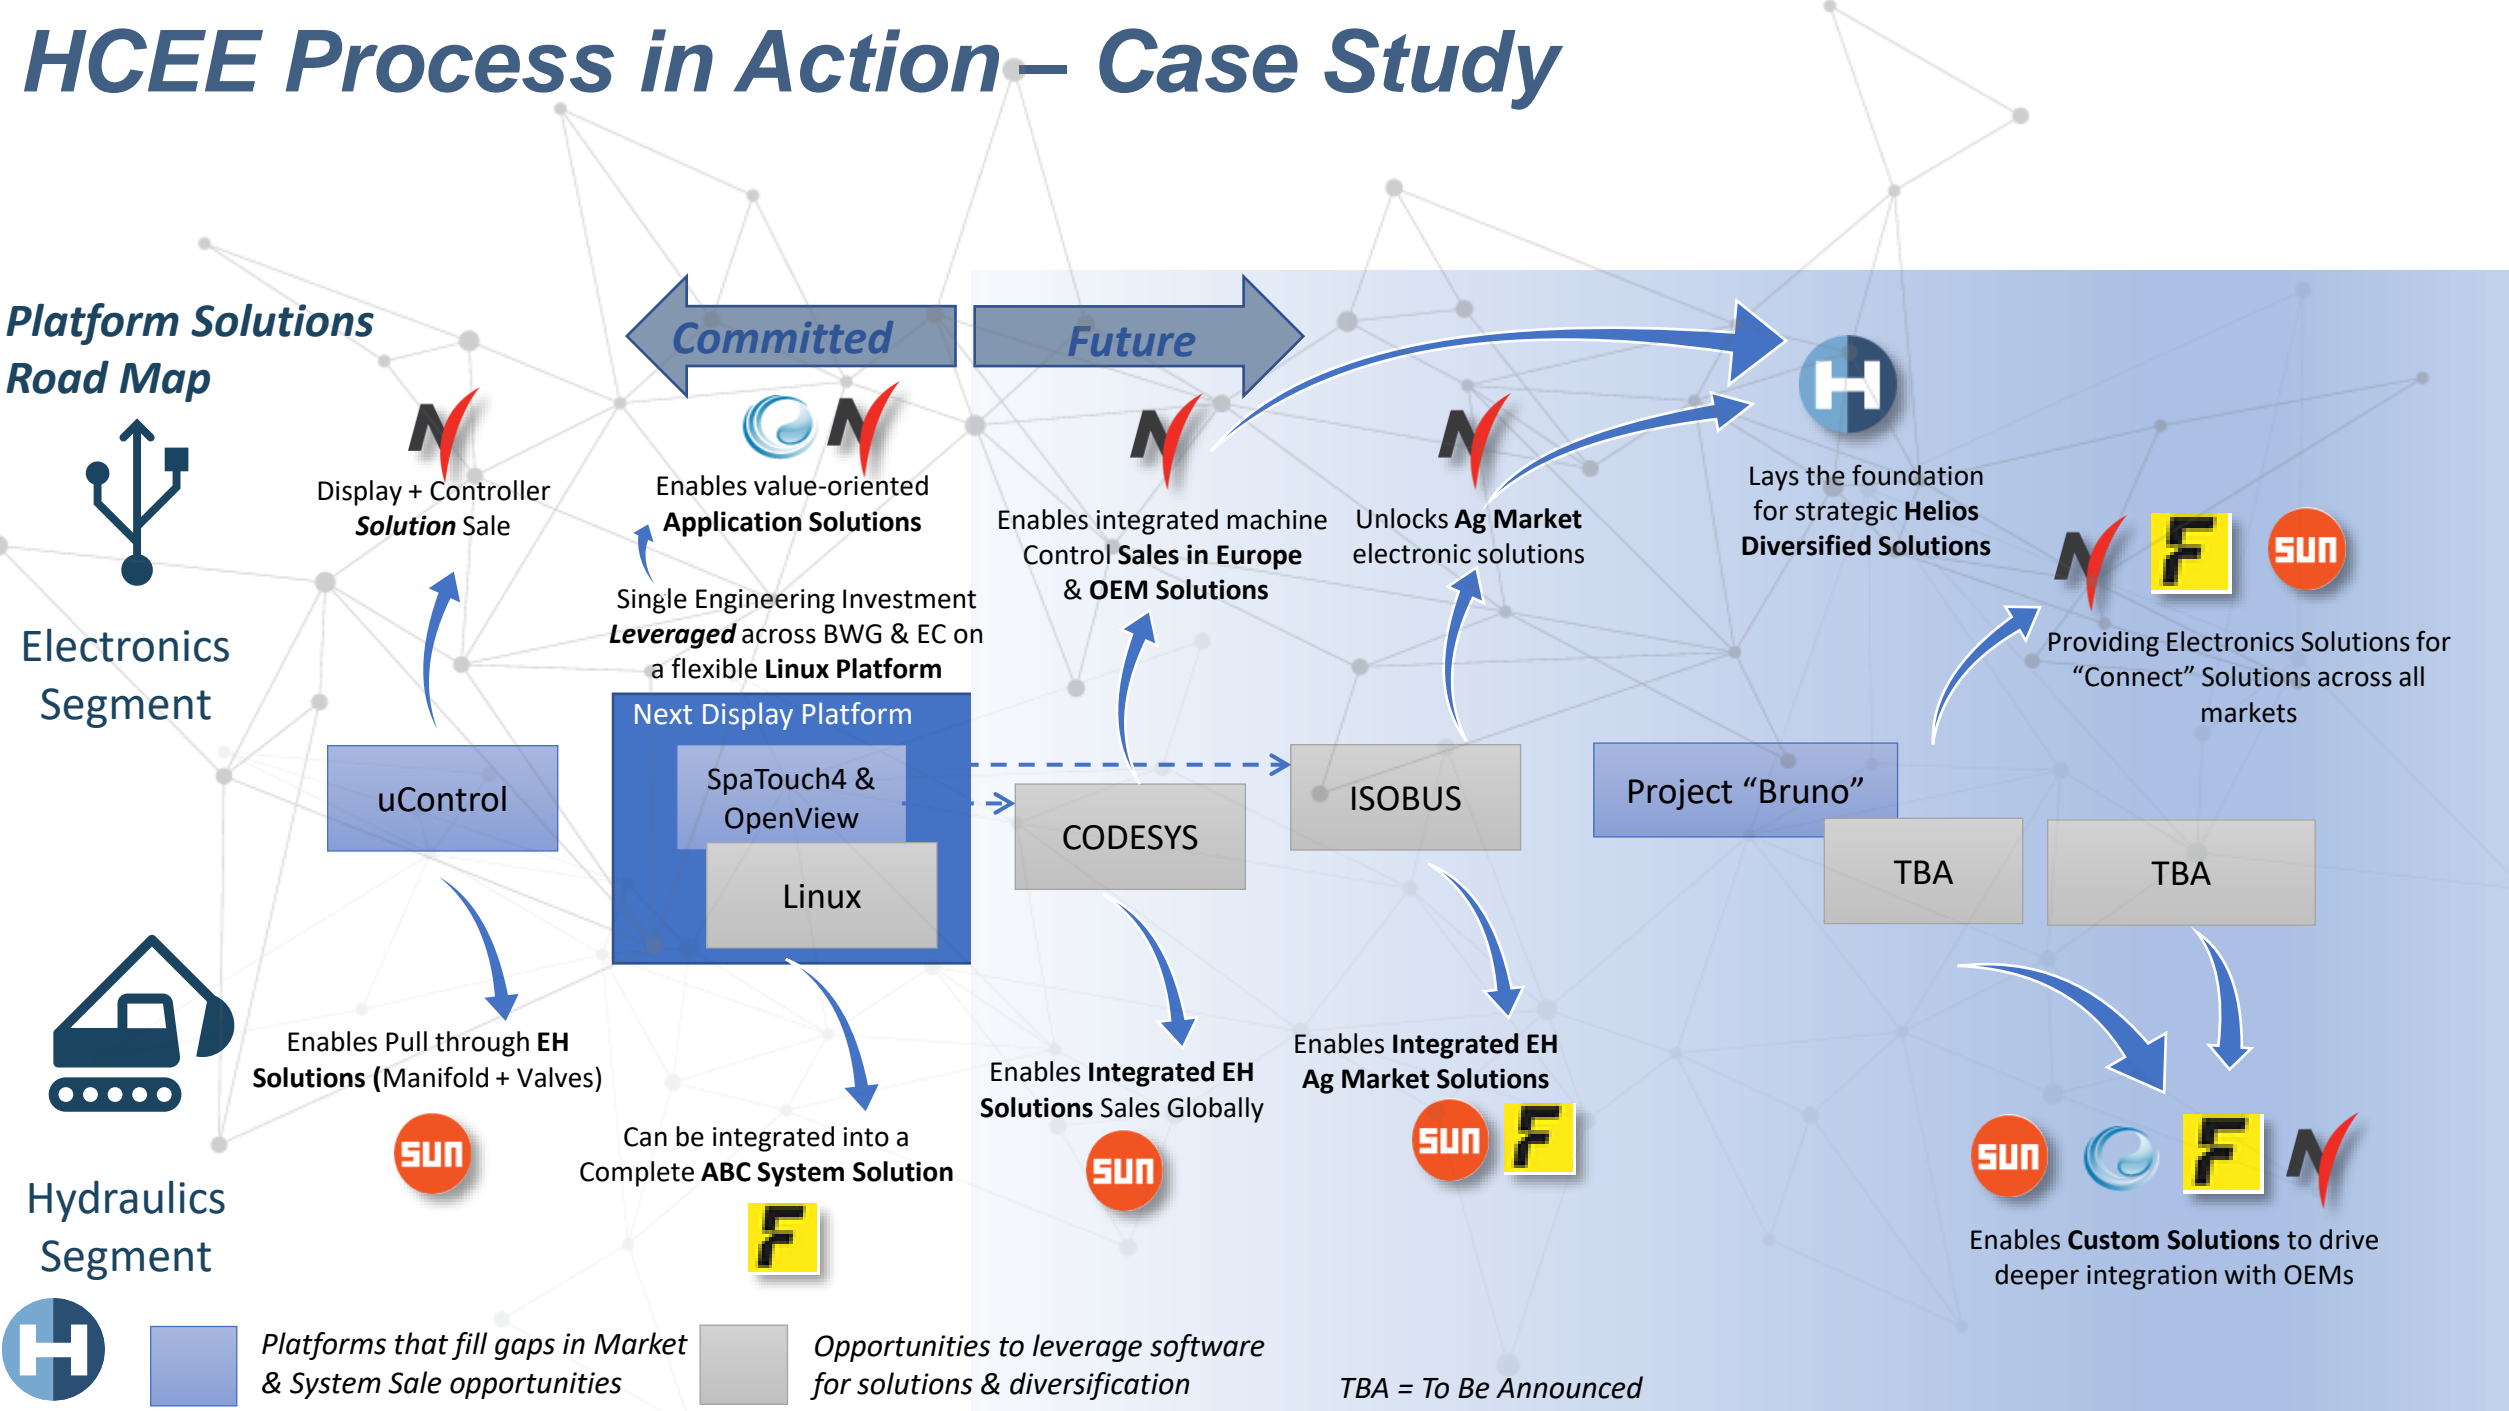 HCEE Process in Action – Case Study
Platform Solutions
Road Map
Committed
Future
Electronics
Segment
Display + Controller
Solution Sale
Enables value-oriented
Application Solutions
Single Engineering Investment
Leveraged across BWG & EC on
a flexible Linux Platform
Enables integrated machine
Control Sales in Europe
& OEM Solutions
Unlocks Ag Market
electronic solutions
H
Lays the foundation
for strategic Helios
Diversified Solutions
F
sun
Providing Electronics Solutions for
“Connect” Solutions across all
markets
uControl
Next Display Platform
SpaTouch4 &
OpenView
Linux
CODESYS
ISOBUS
Project “Bruno”
TBA
TBA
Hydraulics
Segment
Enables Pull through EH
Solutions (Manifold + Valves)
sun
Can be integrated into a
Complete ABC System Solution
F
Enables Integrated EH
Solutions Sales Globally
sun
Enables Integrated EH
Ag Market Solutions
sun
F
sun
F
Enables Custom Solutions to drive
deeper integration with OEMs
H
Platforms that fill gaps in Market
& System Sale opportunities
Opportunities to leverage software
for solutions & diversification
TBA = To Be Announced